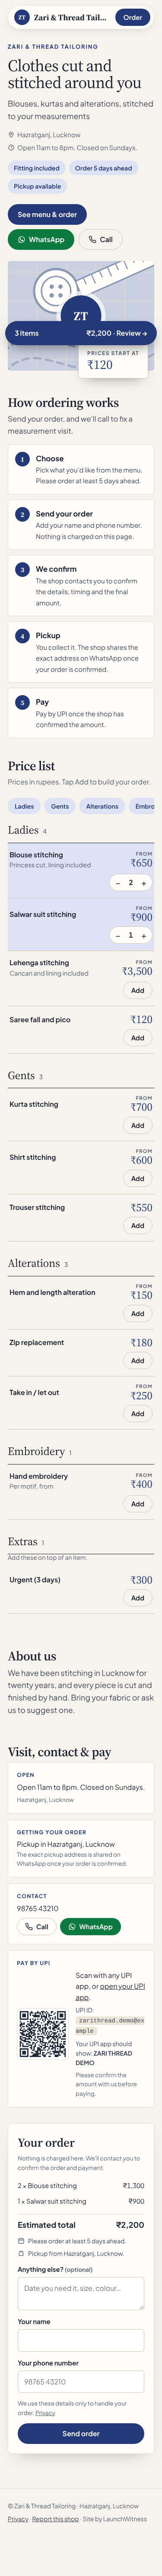 ZT Zari & Thread Tail... Order
ZARI & THREAD TAILORING
Clothes cut and
stitched around you
Blouses, kurtas and alterations, stitched
to your measurements
Hazratganj, Lucknow
Open 11am to 8pm. Closed on Sundays.
Fitting included Order 5 days ahead
Pickup available
See menu & order
WhatsApp Call
ZT
3 items ₹2,200 · Review →
PRICES START AT
₹120
How ordering works
Send your order, and we'll call to fix a
measurement visit.
1 Choose
Pick what you'd like from the menu.
Please order at least 5 days ahead.
2 Send your order
Add your name and phone number.
Nothing is charged on this page.
3 We confirm
The shop contacts you to confirm
the details, timing and the final
amount.
4 Pickup
You collect it. The shop shares the
exact address on WhatsApp once
your order is confirmed.
5 Pay
Pay by UPI once the shop has
confirmed the amount.
Price list
Prices in rupees. Tap Add to build your order.
Ladies Gents Alterations Embro
Ladies 4
Blouse stitching FROM
Princess cut, lining included ₹650
− 2 +
Salwar suit stitching FROM
₹900
− 1 +
Lehenga stitching FROM
Cancan and lining included ₹3,500
Add
Saree fall and pico ₹120
Add
Gents 3
Kurta stitching FROM
₹700
Add
Shirt stitching FROM
₹600
Add
Trouser stitching ₹550
Add
Alterations 3
Hem and length alteration FROM
₹150
Add
Zip replacement ₹180
Add
Take in / let out FROM
₹250
Add
Embroidery 1
Hand embroidery FROM
Per motif, from ₹400
Add
Extras 1
Add these on top of an item.
Urgent (3 days) ₹300
Add
About us
We have been stitching in Lucknow for
twenty years, and every piece is cut and
finished by hand. Bring your fabric or ask
us to suggest one.
Visit, contact & pay
OPEN
Open 11am to 8pm. Closed on Sundays.
Hazratganj, Lucknow
GETTING YOUR ORDER
Pickup in Hazratganj, Lucknow
The exact pickup address is shared on
WhatsApp once your order is confirmed.
CONTACT
98765 43210
Call WhatsApp
PAY BY UPI
Scan with any UPI
app, or open your UPI
app.
UPI ID:
zarithread.demo@ex
ample
Your UPI app should
show: ZARI THREAD
DEMO
Please confirm the
amount with us before
paying.
Your order
Nothing is charged here. We'll contact you to
confirm the order and payment.
2 × Blouse stitching ₹1,300
1 × Salwar suit stitching ₹900
Estimated total ₹2,200
Please order at least 5 days ahead.
Pickup from Hazratganj, Lucknow.
Anything else? (optional)
Date you need it, size, colour…
Your name
Your phone number
98765 43210
We use these details only to handle your
order. Privacy
Send order
© Zari & Thread Tailoring · Hazratganj, Lucknow
Privacy · Report this shop · Site by LaunchWitness